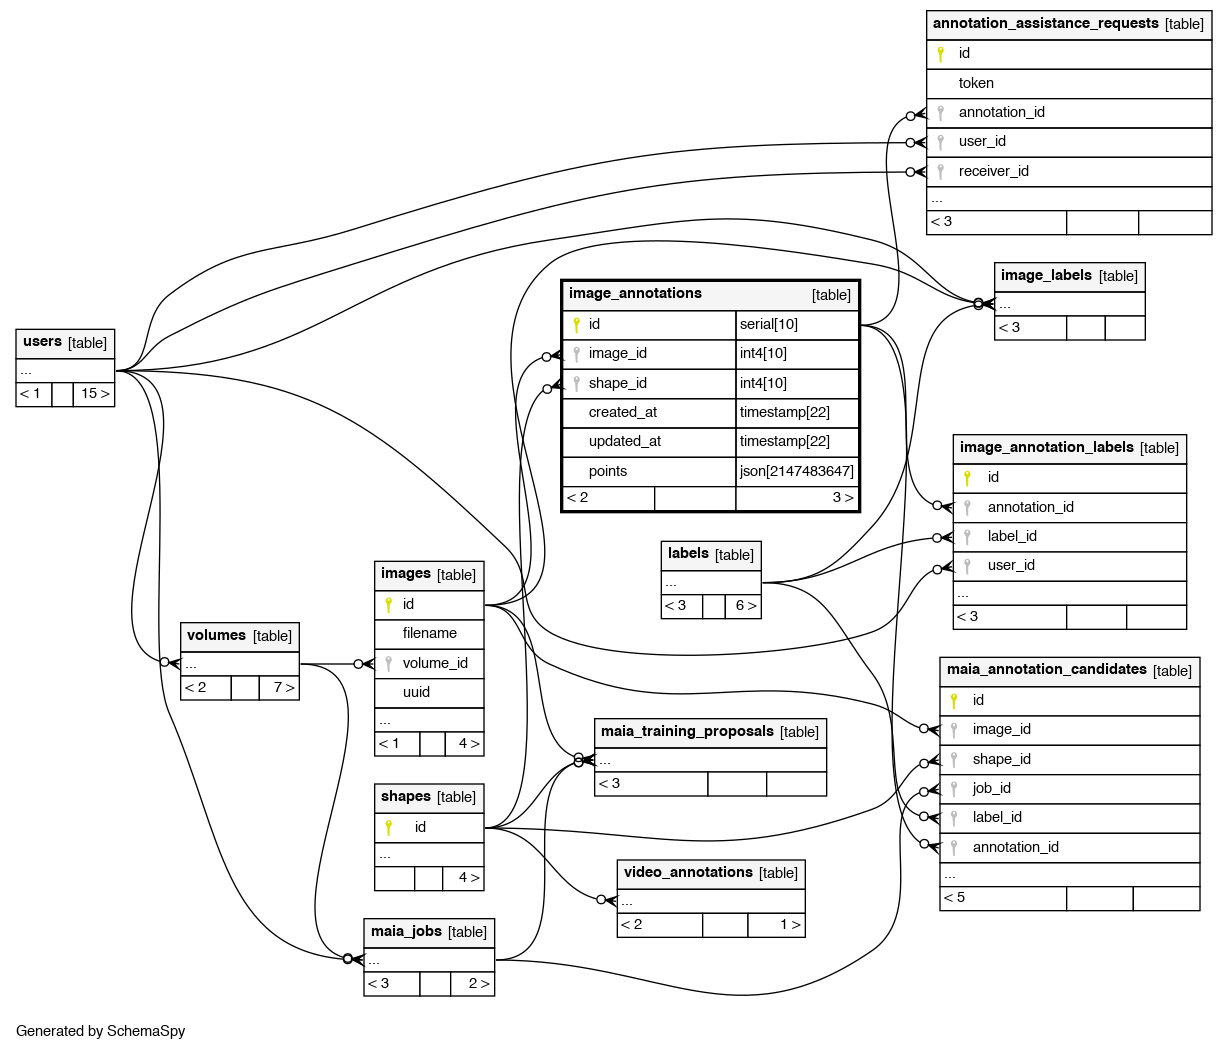 annotation_assistance_requests [table]
id
token
annotation_id
user_id
receiver_id
...
< 3
image_labels [table]
...
< 3
image_annotations [table]
id serial[10]
image_id int4[10]
shape_id int4[10]
created_at timestamp[22]
updated_at timestamp[22]
points json[2147483647]
< 2 3 >
users [table]
...
< 1 15 >
image_annotation_labels [table]
id
annotation_id
label_id
user_id
...
< 3
labels [table]
...
< 3 6 >
images [table]
id
filename
volume_id
uuid
...
< 1 4 >
volumes [table]
...
< 2 7 >
maia_annotation_candidates [table]
id
image_id
shape_id
job_id
label_id
annotation_id
...
< 5
maia_training_proposals [table]
...
< 3
shapes [table]
id
...
4 >
video_annotations [table]
...
< 2 1 >
maia_jobs [table]
...
< 3 2 >
Generated by SchemaSpy